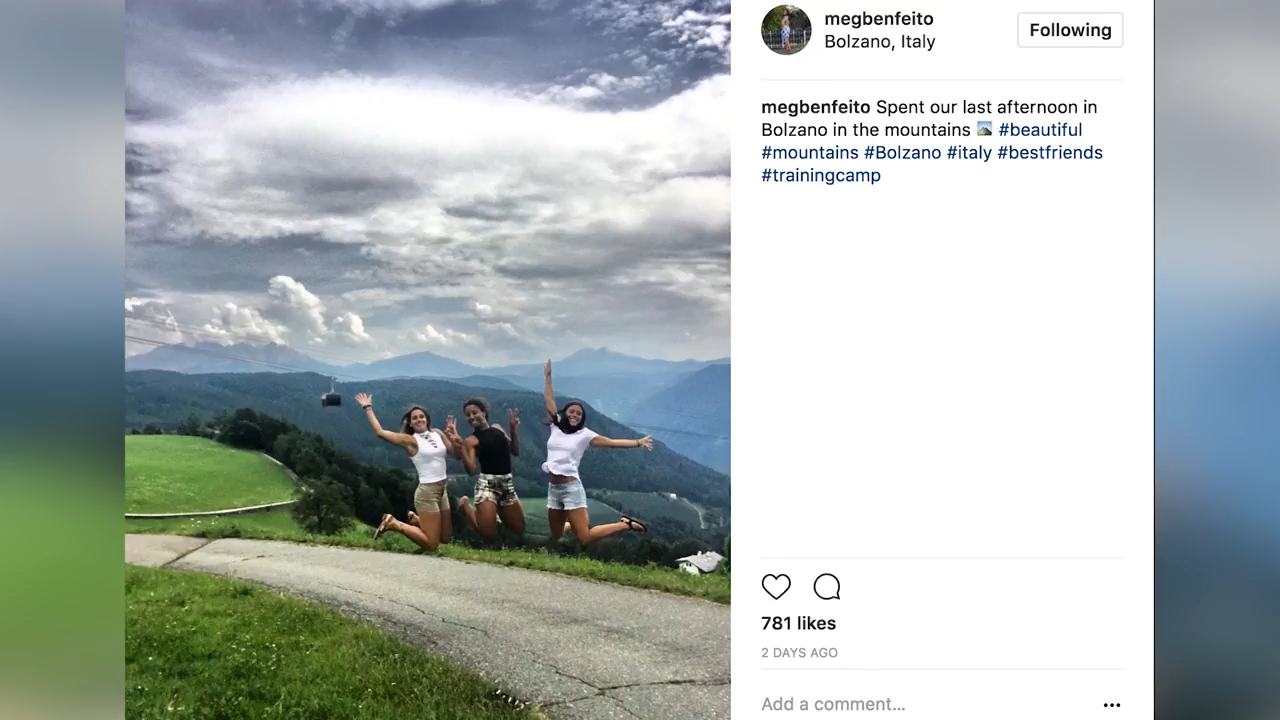 megbenfeito
Bolzano, Italy
Following
megbenfeito Spent our last afternoon in
Bolzano in the mountains 🏔 #beautiful
#mountains #Bolzano #italy #bestfriends
#trainingcamp
781 likes
2 DAYS AGO
Add a comment...